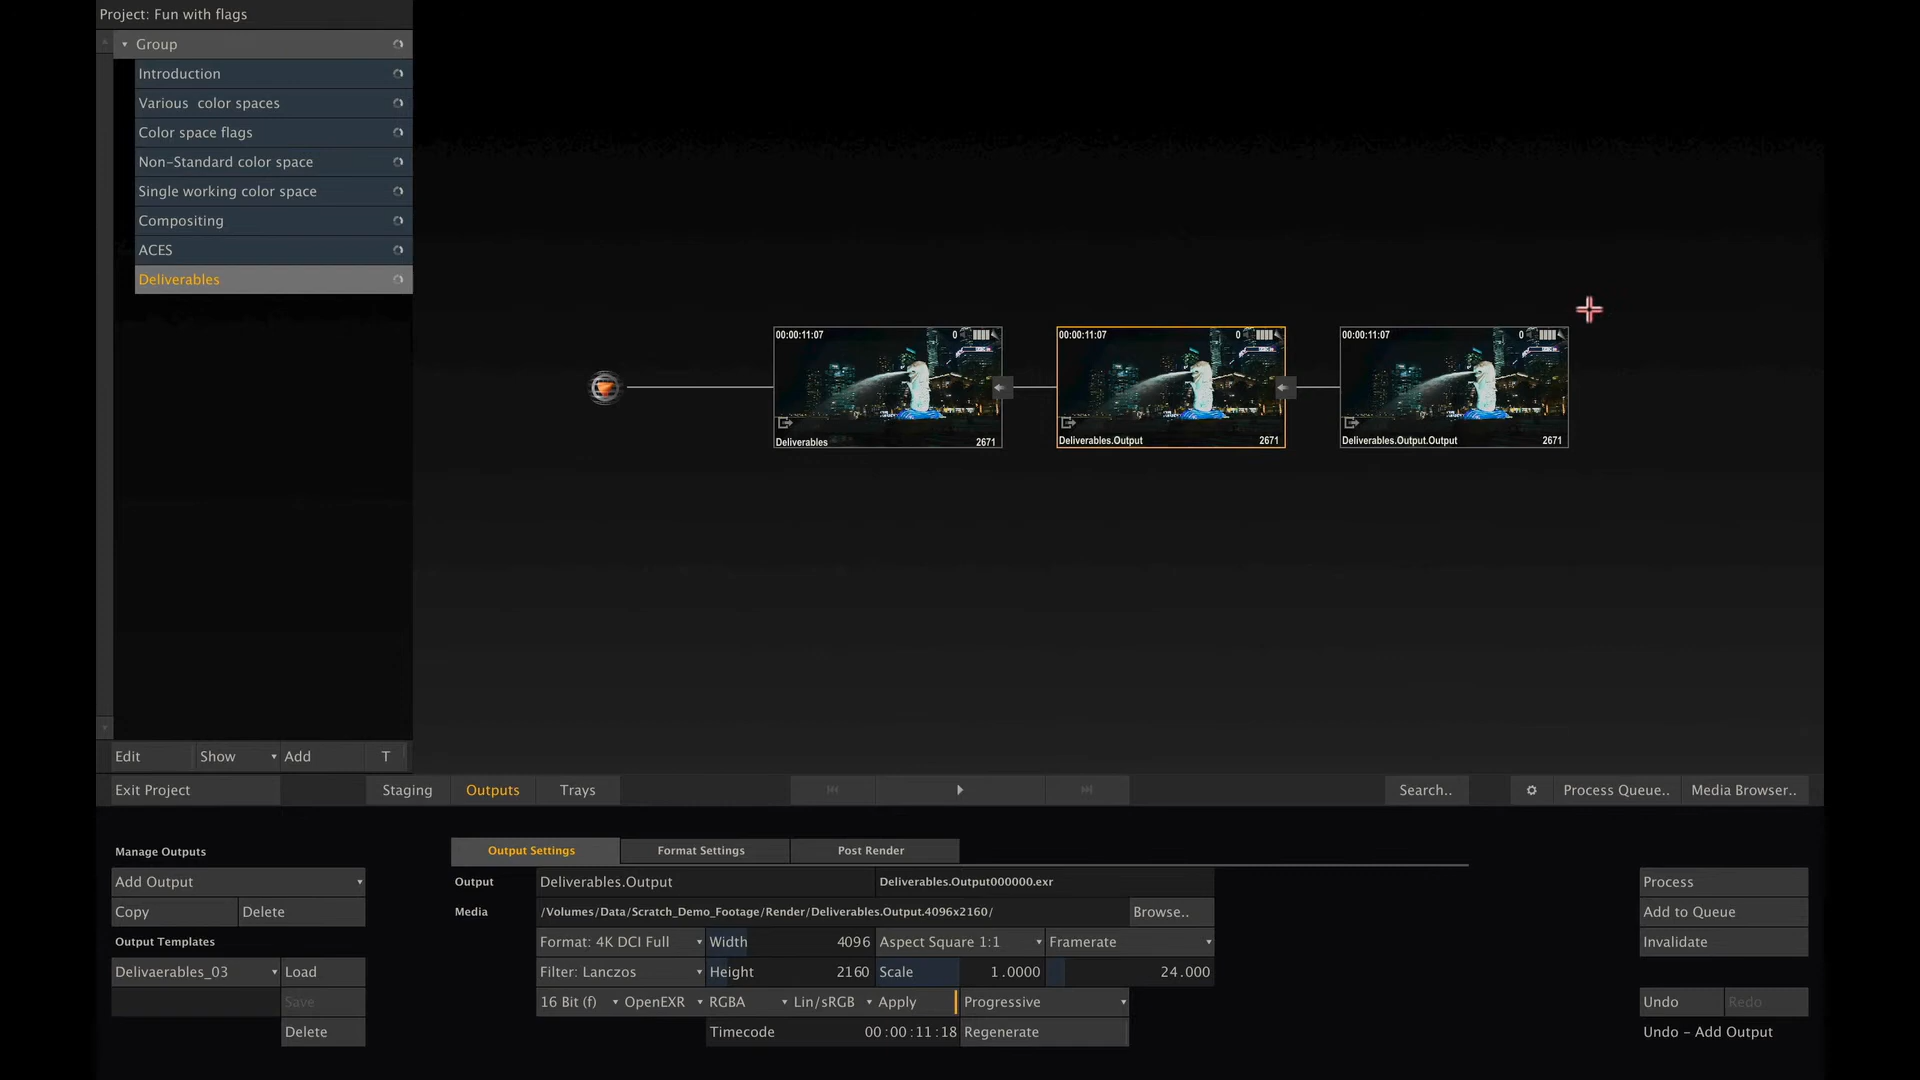 Project: Fun with flags
Group
Introduction
Various  color spaces
Color space flags
Non-Standard color space
Single working color space
Compositing
ACES
Deliverables
00:00:11:07 0
Deliverables 2671
00:00:11:07 0
Deliverables.Output 2671
00:00:11:07 0
Deliverables.Output.Output 2671
Edit Show Add T
Exit Project Staging Outputs Trays Search.. Process Queue.. Media Browser..
Manage Outputs
Add Output
Copy Delete
Output Templates
Delivaerables_03 Load
Save
Delete
Output Settings Format Settings Post Render
Output Deliverables.Output Deliverables.Output000000.exr
Media /Volumes/Data/Scratch_Demo_Footage/Render/Deliverables.Output.4096x2160/ Browse..
Format: 4K DCI Full Width 4096 Aspect Square 1:1 Framerate
Filter: Lanczos Height 2160 Scale 1.0000 24.000
16 Bit (f) OpenEXR RGBA Lin/sRGB Apply Progressive
Timecode 00:00:11:18 Regenerate
Process
Add to Queue
Invalidate
Undo Redo
Undo - Add Output